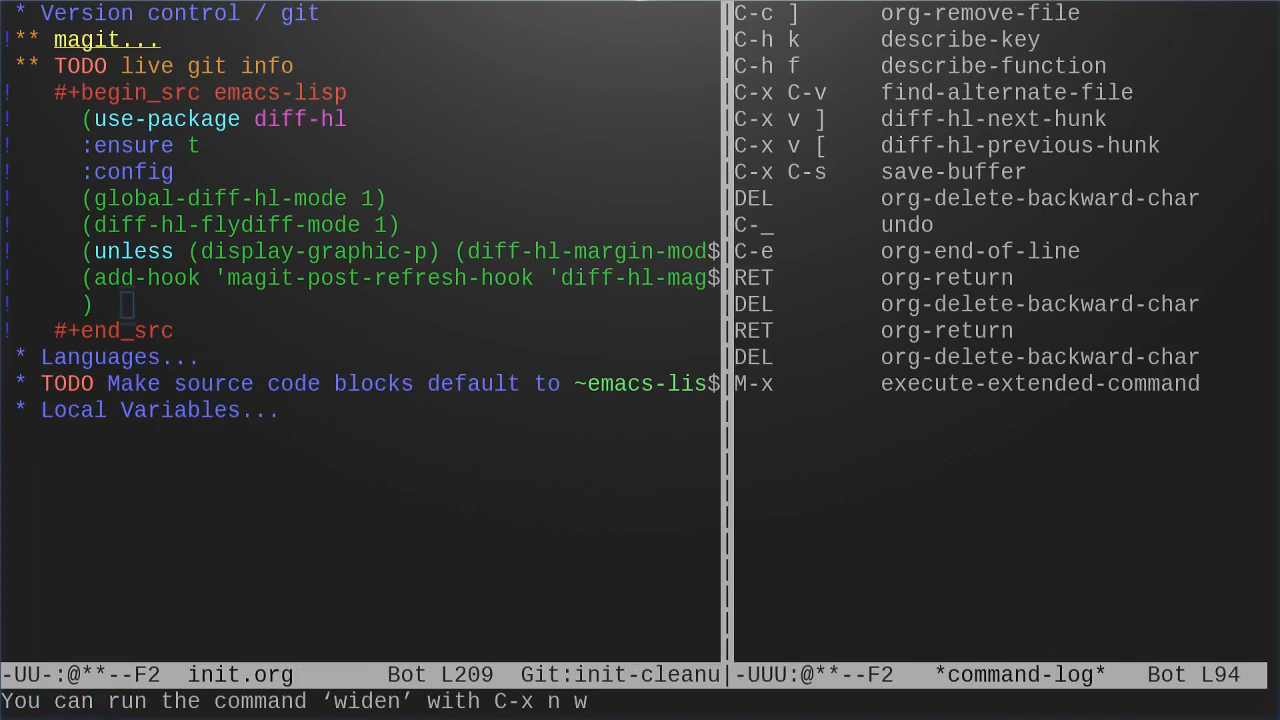 * Version control / git
!** magit...
** TODO live git info
!   #+begin_src emacs-lisp
!     (use-package diff-hl
!     :ensure t
!     :config
!     (global-diff-hl-mode 1)
!     (diff-hl-flydiff-mode 1)
!     (unless (display-graphic-p) (diff-hl-margin-mod$
!     (add-hook 'magit-post-refresh-hook 'diff-hl-mag$
!     )
!   #+end_src
* Languages...
* TODO Make source code blocks default to ~emacs-lis$
* Local Variables...
-UU-:@**--F2  init.org       Bot L209  Git:init-cleanu
C-c ]      org-remove-file
C-h k      describe-key
C-h f      describe-function
C-x C-v    find-alternate-file
C-x v ]    diff-hl-next-hunk
C-x v [    diff-hl-previous-hunk
C-x C-s    save-buffer
DEL        org-delete-backward-char
C-_        undo
C-e        org-end-of-line
RET        org-return
DEL        org-delete-backward-char
RET        org-return
DEL        org-delete-backward-char
M-x        execute-extended-command
-UUU:@**--F2   *command-log*   Bot L94
You can run the command ‘widen’ with C-x n w